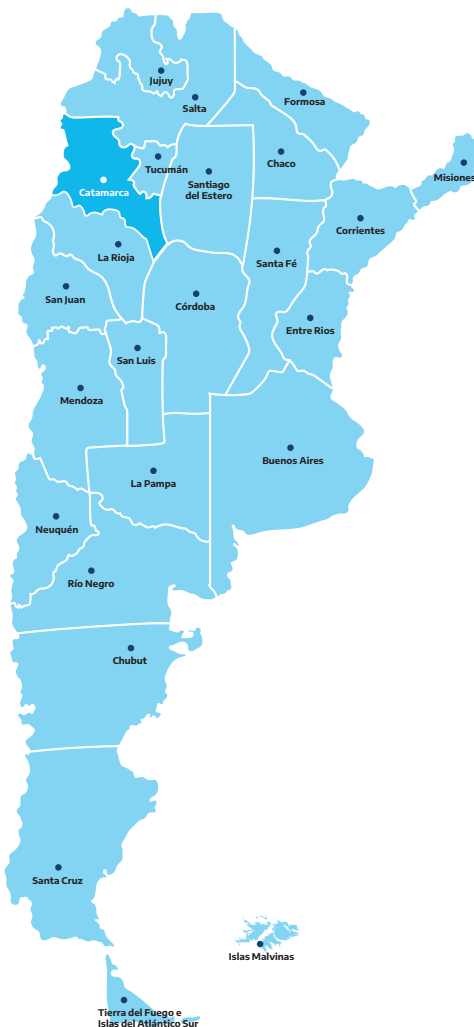 Jujuy
Salta
Formosa
Chaco
Tucumán
Misiones
Santiago
del Estero
Catamarca
Corrientes
La Rioja
Santa Fé
San Juan
Córdoba
Entre Rios
San Luis
Mendoza
Buenos Aires
La Pampa
Neuquén
Río Negro
Chubut
Santa Cruz
Islas Malvinas
Tierra del Fuego e
Islas del Atlántico Sur